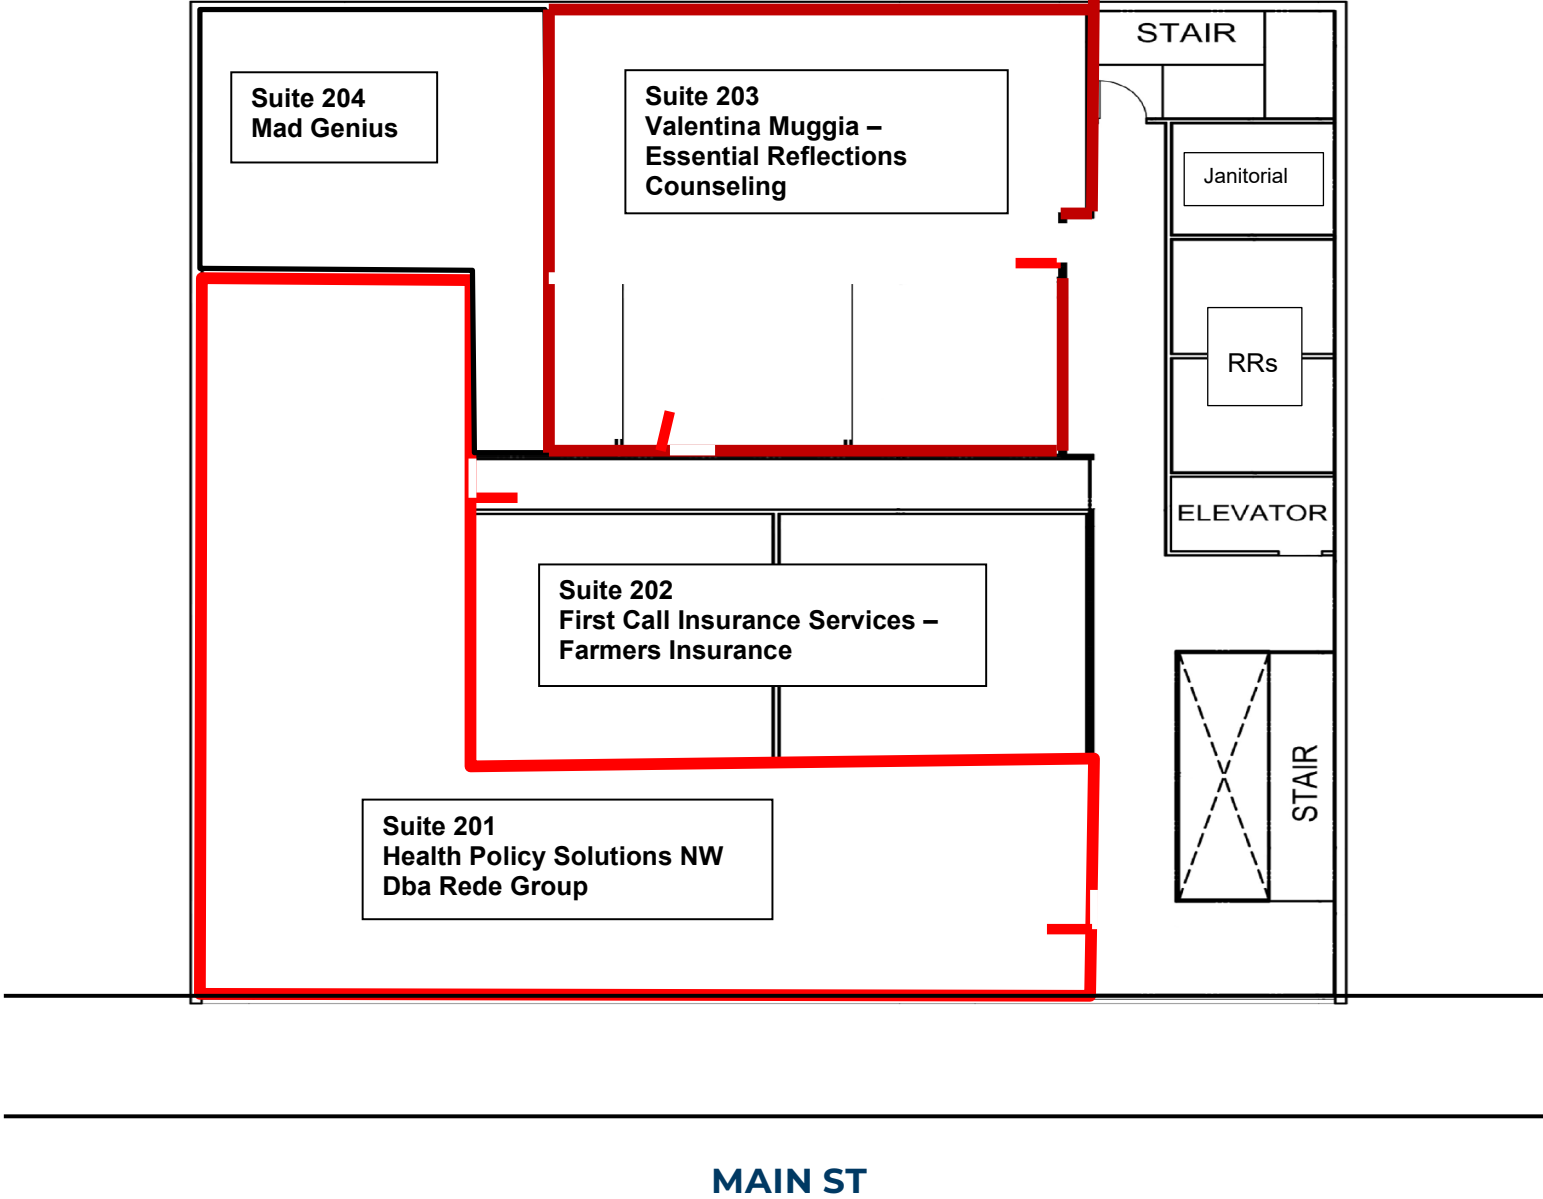 STAIR
Suite 204
Mad Genius
Suite 203
Valentina Muggia –
Essential Reflections
Counseling
Janitorial
RRs
ELEVATOR
Suite 202
First Call Insurance Services –
Farmers Insurance
STAIR
Suite 201
Health Policy Solutions NW
Dba Rede Group
MAIN ST